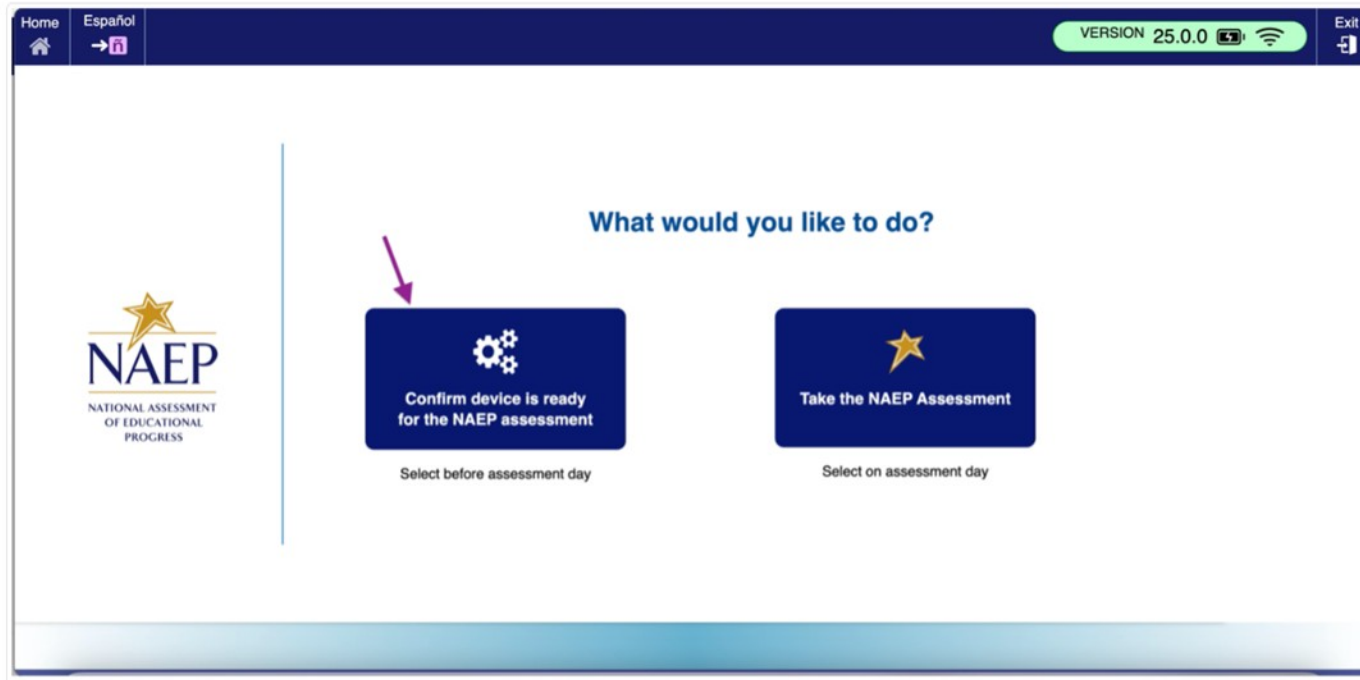 Home
Español
→ñ
VERSION 25.0.0
Exit
What would you like to do?
NAEP
NATIONAL ASSESSMENT
OF EDUCATIONAL
PROGRESS
Confirm device is ready
for the NAEP assessment
Select before assessment day
Take the NAEP Assessment
Select on assessment day